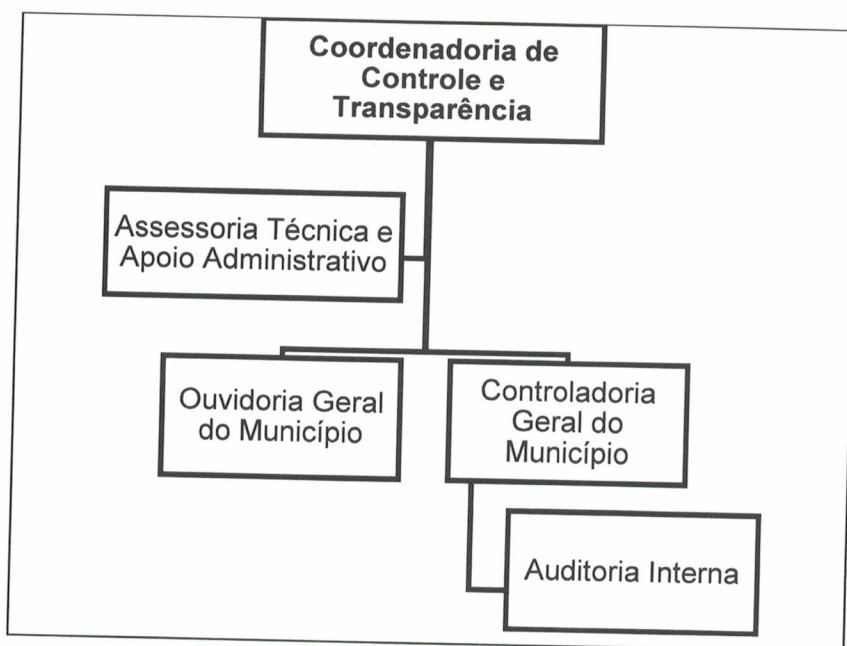 Coordenadoria de
Controle e
Transparência
Assessoria Técnica e
Apoio Administrativo
Ouvidoria Geral
do Município
Controladoria
Geral do
Município
Auditoria Interna